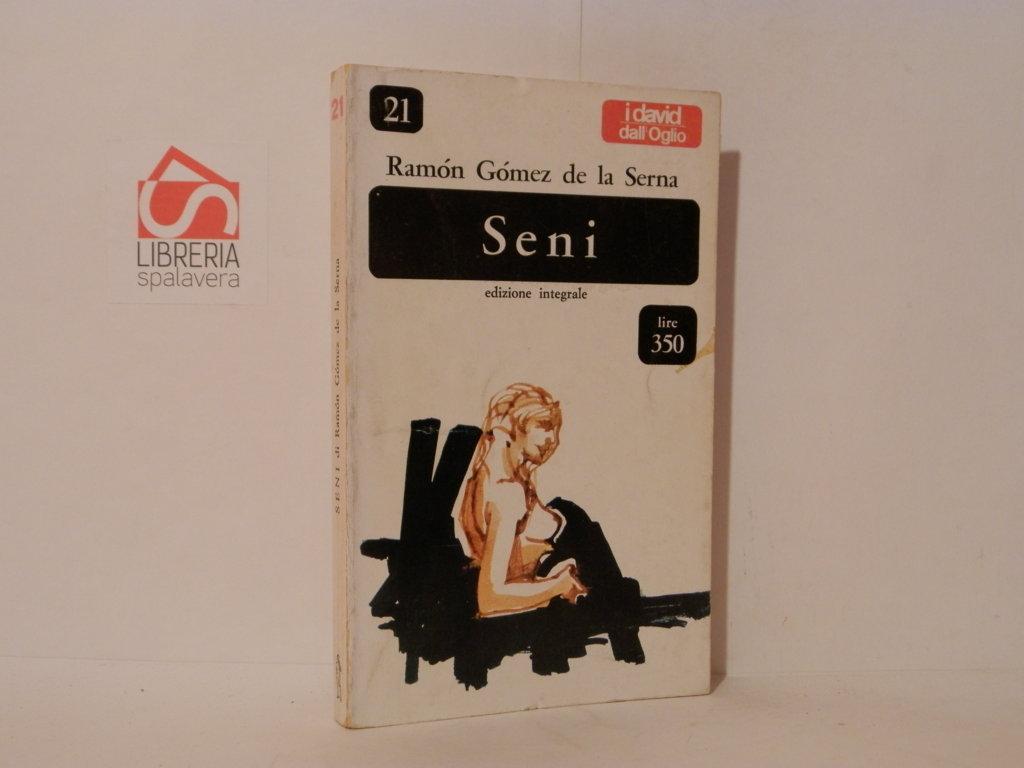 21
i david
dall'Oglio
Ramón Gómez de la Serna
Seni
edizione integrale
lire
350
21
SENI di Ramón Gómez de la Serna
LIBRERIA
spalavera